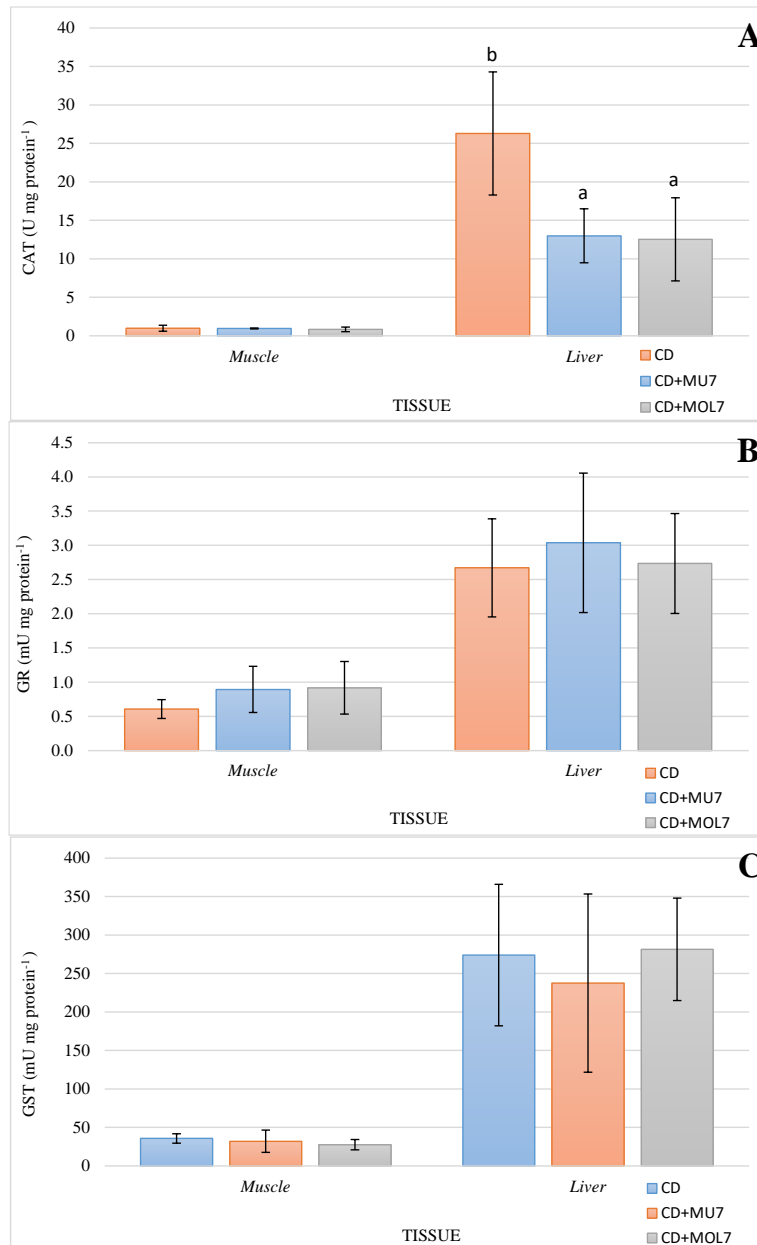 A
40
35
30
25
20
15
10
5
0
CAT (U mg protein⁻¹ )
b
a
a
Muscle
Liver
TISSUE
CD
CD+MU7
CD+MOL7
B
4.5
4.0
3.5
3.0
2.5
2.0
1.5
1.0
0.5
0.0
GR (mU mg protein⁻¹ )
Muscle
Liver
TISSUE
CD
CD+MU7
CD+MOL7
C
400
350
300
250
200
150
100
50
0
GST (mU mg protein⁻¹ )
Muscle
Liver
TISSUE
CD
CD+MU7
CD+MOL7